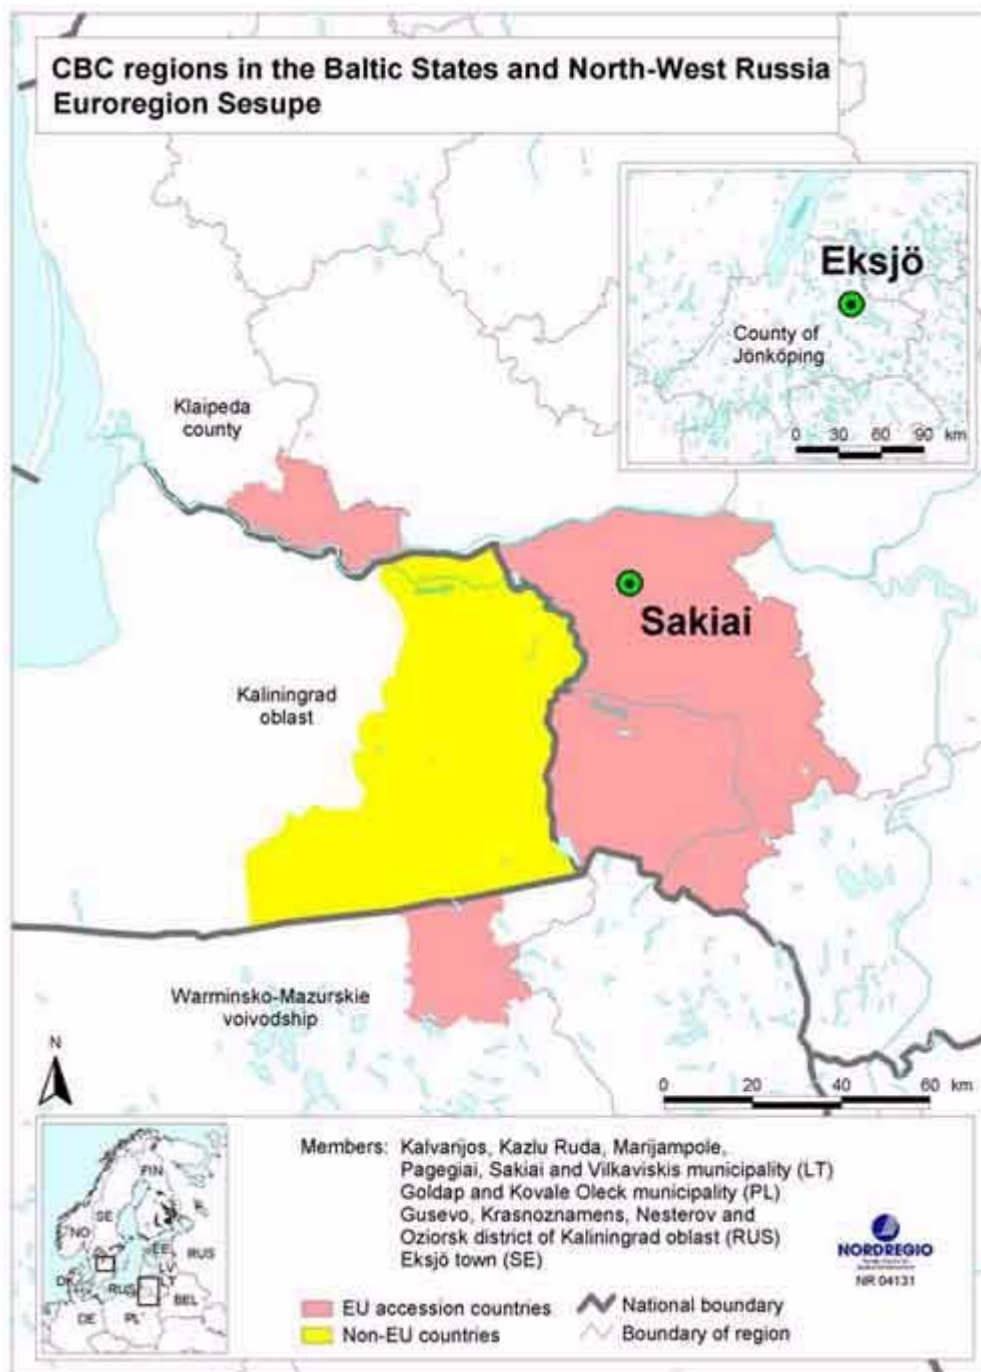 CBC regions in the Baltic States and North-West Russia
Euroregion Sesupe
Eksjö
County of
Jönköping
0 30 60 90 km
Klaipeda
county
Sakiai
Kaliningrad
oblast
Warminsko-Mazurskie
voivodship
N
0 20 40 60 km
FIN
SE
NO
EE
RUS
LV
LT
RUS
BEL
DE
PL
Members: Kalvarijos, Kazlu Ruda, Marijampole,
Pagegiai, Sakiai and Vilkaviskis municipality (LT)
Goldap and Kovale Oleck municipality (PL)
Gusevo, Krasnoznamens, Nesterov and
Oziorsk district of Kaliningrad oblast (RUS)
Eksjö town (SE)
NORDREGIO
NR 04131
EU accession countries
National boundary
Non-EU countries
Boundary of region